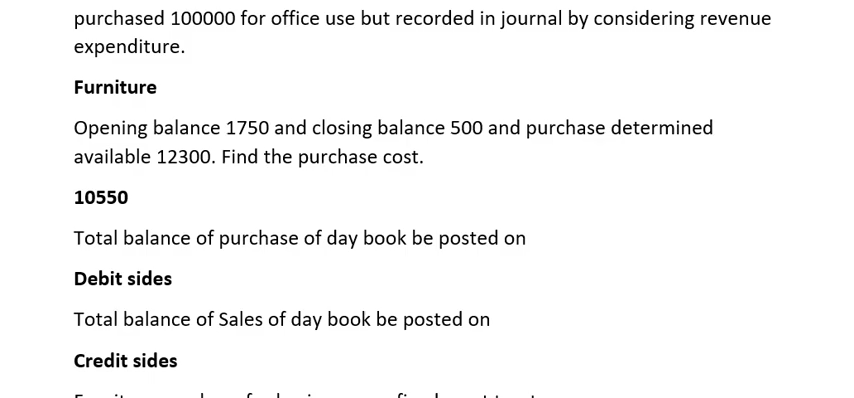 purchased 100000 for office use but recorded in journal by considering revenue
expenditure.
Furniture
Opening balance 1750 and closing balance 500 and purchase determined
available 12300. Find the purchase cost.
10550
Total balance of purchase of day book be posted on
Debit sides
Total balance of Sales of day book be posted on
Credit sides